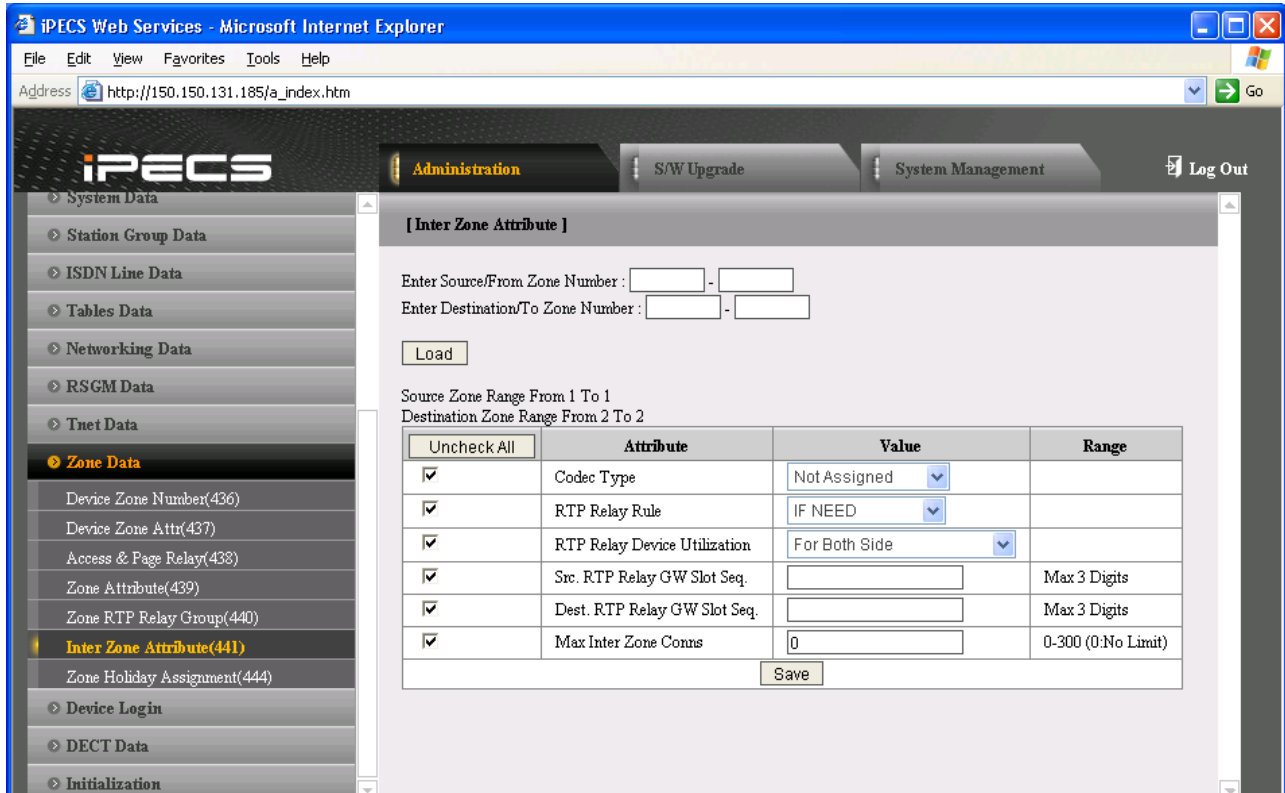 iPECS Web Services - Microsoft Internet Explorer
File Edit View Favorites Tools Help
Address http://150.150.131.185/a_index.htm Go
iPECS
Administration S/W Upgrade System Management Log Out
System Data
Station Group Data
ISDN Line Data
Tables Data
Networking Data
RSGM Data
Tnet Data
Zone Data
Device Zone Number(436)
Device Zone Attr(437)
Access & Page Relay(438)
Zone Attribute(439)
Zone RTP Relay Group(440)
Inter Zone Attribute(441)
Zone Holiday Assignment(444)
Device Login
DECT Data
Initialization
[ Inter Zone Attribute ]
Enter Source/From Zone Number : -
Enter Destination/To Zone Number : -
Load
Source Zone Range From 1 To 1
Destination Zone Range From 2 To 2
Uncheck All Attribute Value Range
Codec Type Not Assigned
RTP Relay Rule IF NEED
RTP Relay Device Utilization For Both Side
Src. RTP Relay GW Slot Seq. Max 3 Digits
Dest. RTP Relay GW Slot Seq. Max 3 Digits
Max Inter Zone Conns 0 0-300 (0:No Limit)
Save